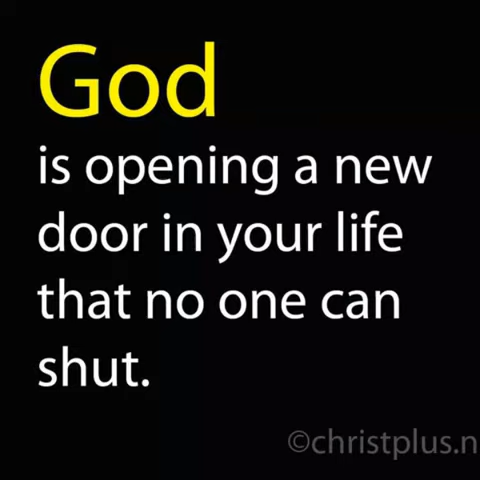 God
is opening a new
door in your life
that no one can
shut.
©christplus.n